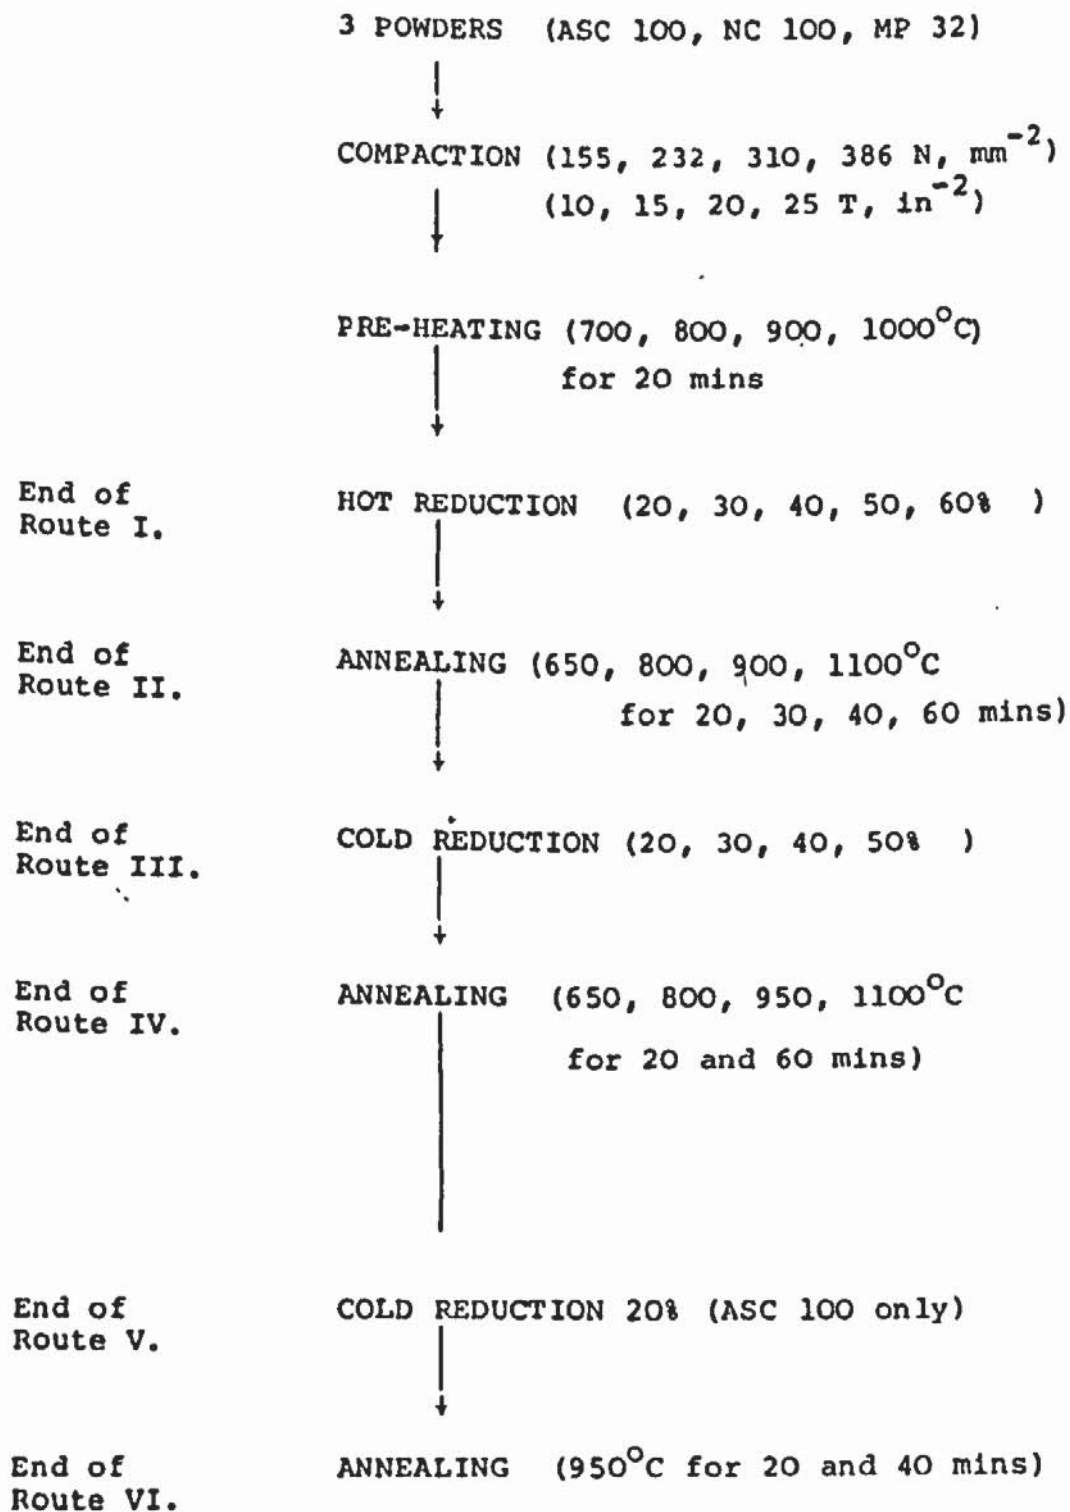 3 POWDERS (ASC 100, NC 100, MP 32)
COMPACTION (155, 232, 310, 386 N, mm⁻²)
(10, 15, 20, 25 T, in⁻²)
PRE-HEATING (700, 800, 900, 1000°C)
for 20 mins
End of
Route I.
HOT REDUCTION (20, 30, 40, 50, 60% )
End of
Route II.
ANNEALING (650, 800, 900, 1100°C
for 20, 30, 40, 60 mins)
End of
Route III.
COLD REDUCTION (20, 30, 40, 50% )
End of
Route IV.
ANNEALING (650, 800, 950, 1100°C
for 20 and 60 mins)
End of
Route V.
COLD REDUCTION 20% (ASC 100 only)
End of
Route VI.
ANNEALING (950°C for 20 and 40 mins)